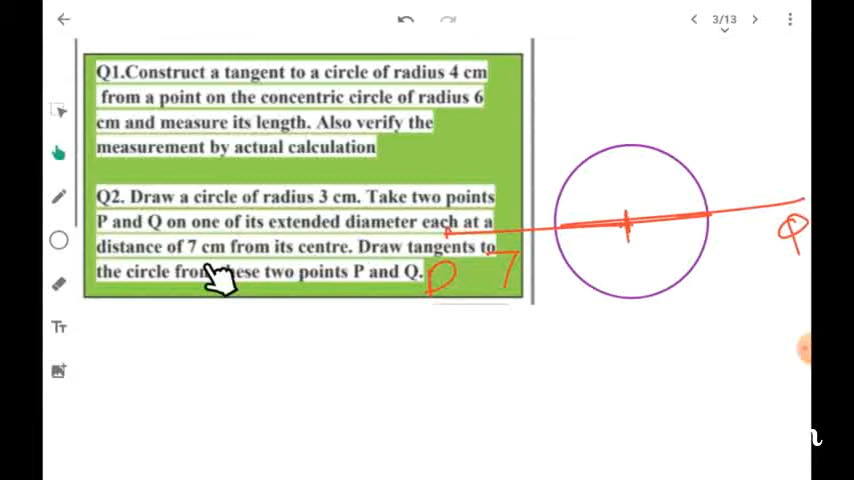 3/13
Q1.Construct a tangent to a circle of radius 4 cm
from a point on the concentric circle of radius 6
cm and measure its length. Also verify the
measurement by actual calculation
Q2. Draw a circle of radius 3 cm. Take two points
P and Q on one of its extended diameter each at a
distance of 7 cm from its centre. Draw tangents to
the circle from these two points P and Q.
P 7 Q
Tт
n